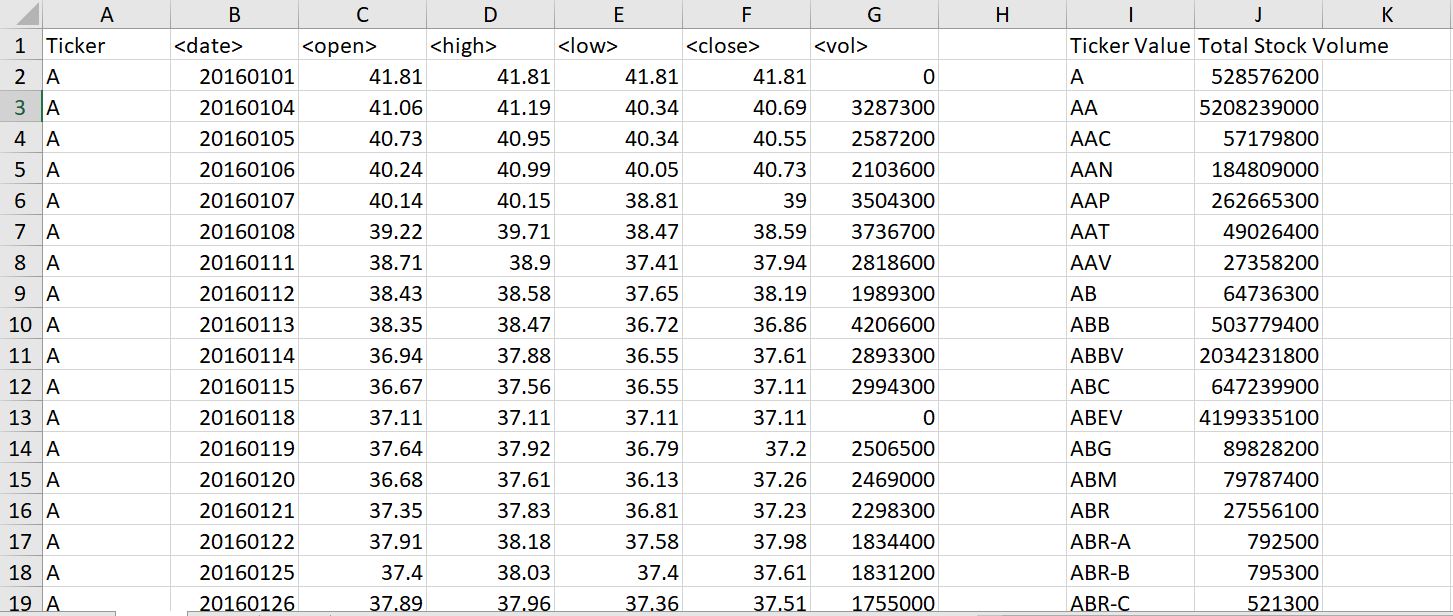 A B C D E F G H I J K
1 Ticker <date> <open> <high> <low> <close> <vol> Ticker Value Total Stock Volume
2 A 20160101 41.81 41.81 41.81 41.81 0 A 528576200
3 A 20160104 41.06 41.19 40.34 40.69 3287300 AA 5208239000
4 A 20160105 40.73 40.95 40.34 40.55 2587200 AAC 57179800
5 A 20160106 40.24 40.99 40.05 40.73 2103600 AAN 184809000
6 A 20160107 40.14 40.15 38.81 39 3504300 AAP 262665300
7 A 20160108 39.22 39.71 38.47 38.59 3736700 AAT 49026400
8 A 20160111 38.71 38.9 37.41 37.94 2818600 AAV 27358200
9 A 20160112 38.43 38.58 37.65 38.19 1989300 AB 64736300
10 A 20160113 38.35 38.47 36.72 36.86 4206600 ABB 503779400
11 A 20160114 36.94 37.88 36.55 37.61 2893300 ABBV 2034231800
12 A 20160115 36.67 37.56 36.55 37.11 2994300 ABC 647239900
13 A 20160118 37.11 37.11 37.11 37.11 0 ABEV 4199335100
14 A 20160119 37.64 37.92 36.79 37.2 2506500 ABG 89828200
15 A 20160120 36.68 37.61 36.13 37.26 2469000 ABM 79787400
16 A 20160121 37.35 37.83 36.81 37.23 2298300 ABR 27556100
17 A 20160122 37.91 38.18 37.58 37.98 1834400 ABR-A 792500
18 A 20160125 37.4 38.03 37.4 37.61 1831200 ABR-B 795300
19 A 20160126 37.89 37.96 37.36 37.51 1755000 ABR-C 521300